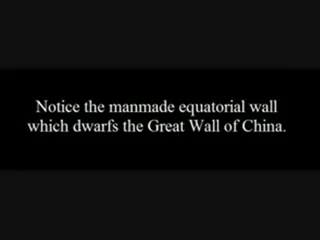 Notice the manmade equatorial wall
which dwarfs the Great Wall of China.